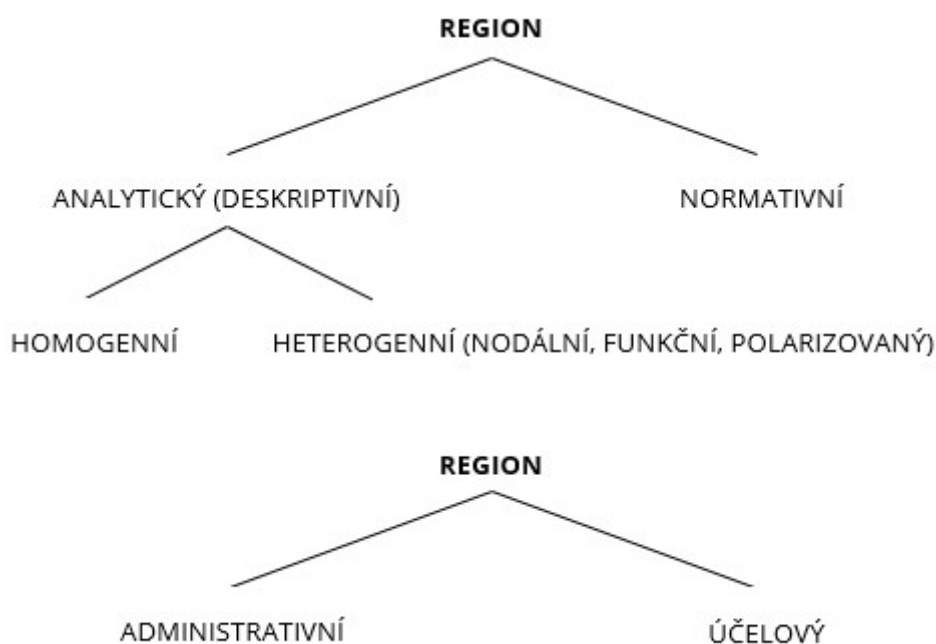 REGION
ANALYTICKÝ (DESKRIPTIVNÍ) NORMATIVNÍ
HOMOGENNÍ HETEROGENNÍ (NODÁLNÍ, FUNKČNÍ, POLARIZOVANÝ)
REGION
ADMINISTRATIVNÍ ÚČELOVÝ